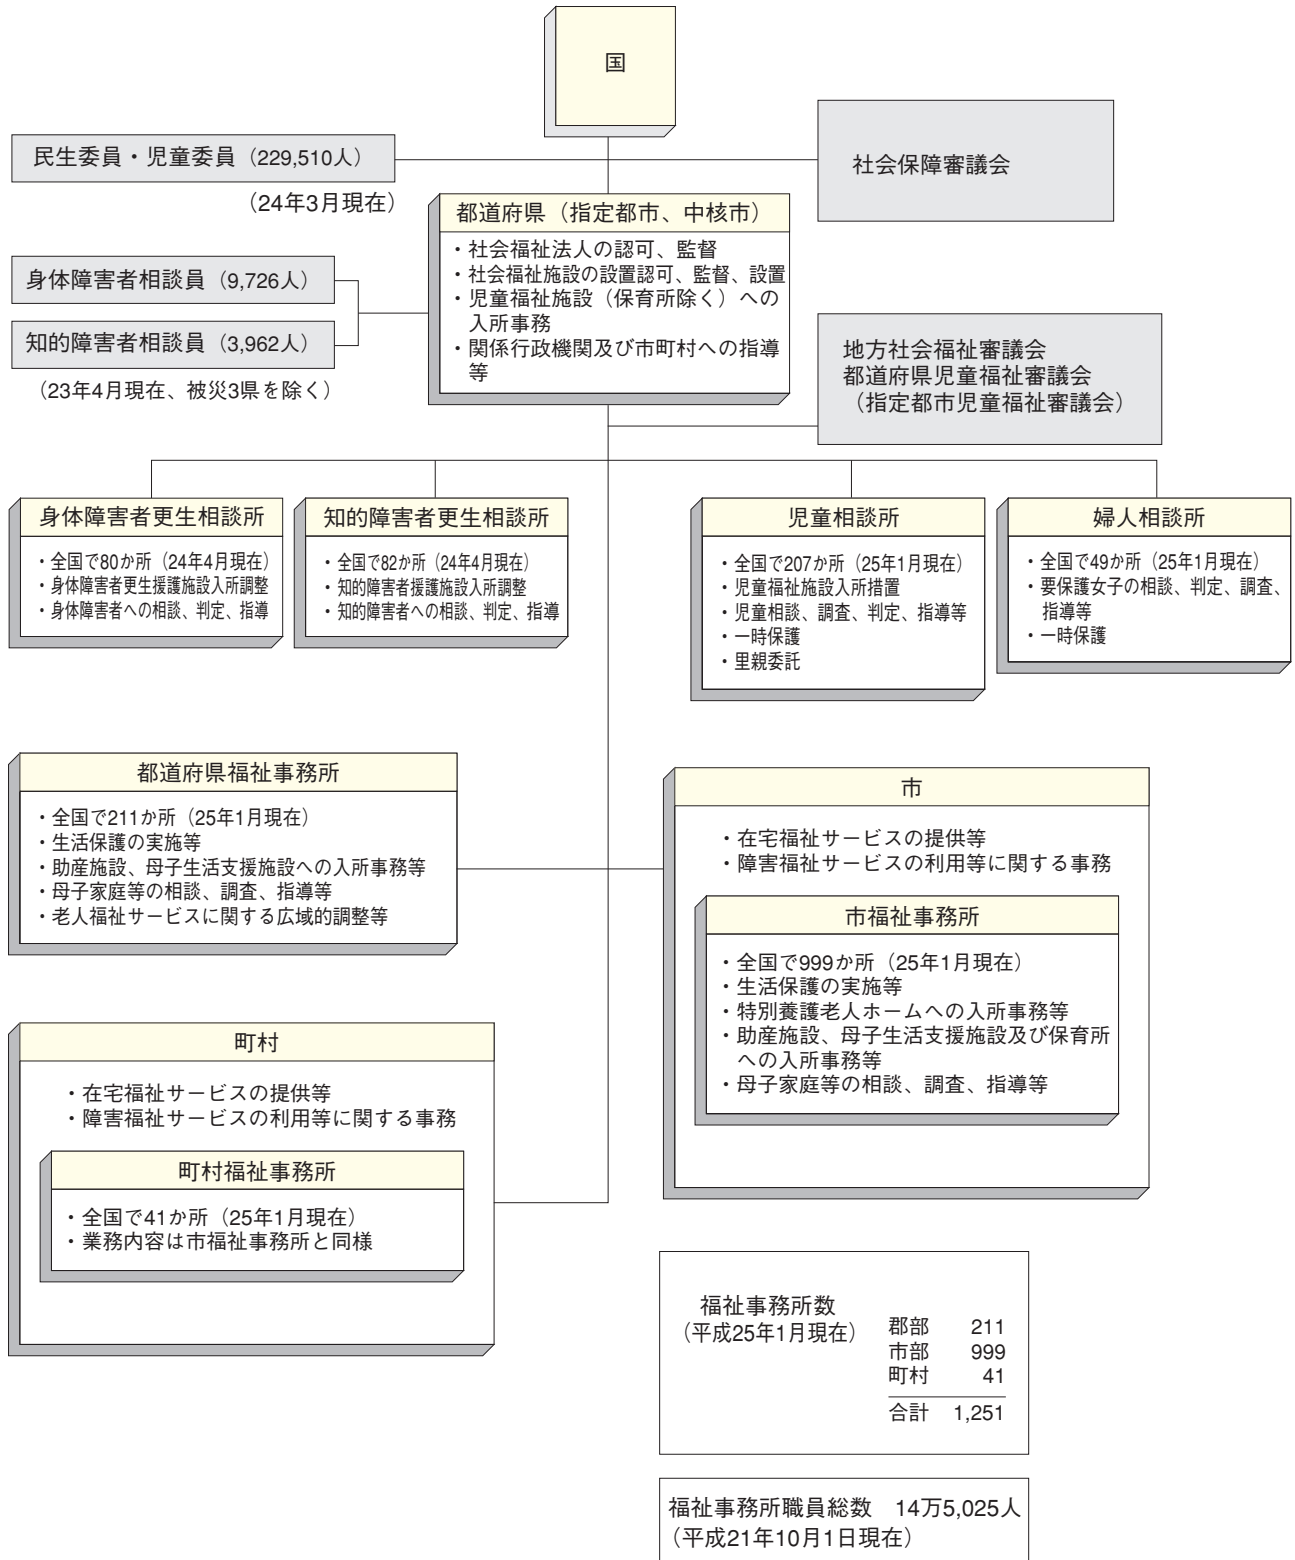 国
民生委員・児童委員（229,510人）
（24年3月現在）
社会保障審議会
都道府県（指定都市、中核市）
・社会福祉法人の認可、監督
・社会福祉施設の設置認可、監督、設置
・児童福祉施設（保育所除く）への
入所事務
・関係行政機関及び市町村への指導
等
身体障害者相談員（9,726人）
知的障害者相談員（3,962人）
（23年4月現在、被災3県を除く）
地方社会福祉審議会
都道府県児童福祉審議会
（指定都市児童福祉審議会）
身体障害者更生相談所
・全国で80か所（24年4月現在）
・身体障害者更生援護施設入所調整
・身体障害者への相談、判定、指導
知的障害者更生相談所
・全国で82か所（24年4月現在）
・知的障害者援護施設入所調整
・知的障害者への相談、判定、指導
児童相談所
・全国で207か所（25年1月現在）
・児童福祉施設入所措置
・児童相談、調査、判定、指導等
・一時保護
・里親委託
婦人相談所
・全国で49か所（25年1月現在）
・要保護女子の相談、判定、調査、
指導等
・一時保護
都道府県福祉事務所
・全国で211か所（25年1月現在）
・生活保護の実施等
・助産施設、母子生活支援施設への入所事務等
・母子家庭等の相談、調査、指導等
・老人福祉サービスに関する広域的調整等
市
・在宅福祉サービスの提供等
・障害福祉サービスの利用等に関する事務
市福祉事務所
・全国で999か所（25年1月現在）
・生活保護の実施等
・特別養護老人ホームへの入所事務等
・助産施設、母子生活支援施設及び保育所
への入所事務等
・母子家庭等の相談、調査、指導等
町村
・在宅福祉サービスの提供等
・障害福祉サービスの利用等に関する事務
町村福祉事務所
・全国で41か所（25年1月現在）
・業務内容は市福祉事務所と同様
福祉事務所数
（平成25年1月現在）
郡部 211
市部 999
町村 41
合計 1,251
福祉事務所職員総数 14万5,025人
（平成21年10月1日現在）